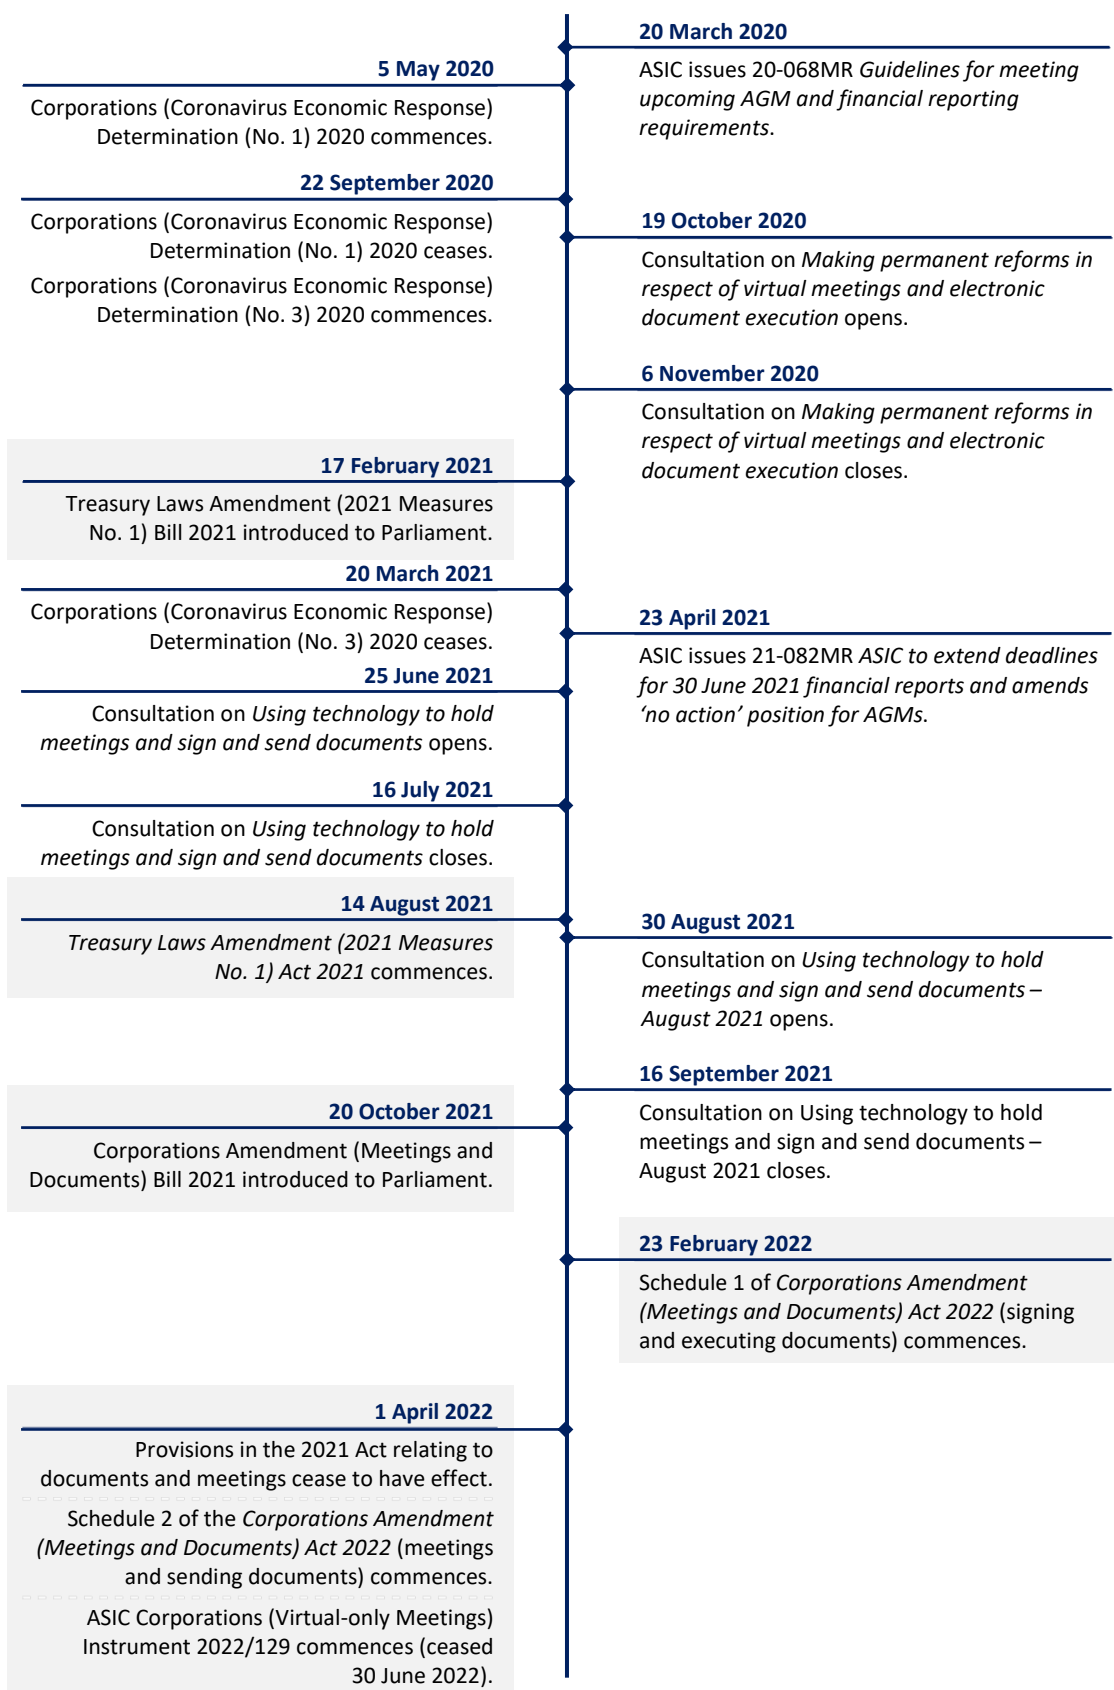 20 March 2020
ASIC issues 20-068MR Guidelines for meeting
upcoming AGM and financial reporting
requirements.
5 May 2020
Corporations (Coronavirus Economic Response)
Determination (No. 1) 2020 commences.
22 September 2020
Corporations (Coronavirus Economic Response)
Determination (No. 1) 2020 ceases.
Corporations (Coronavirus Economic Response)
Determination (No. 3) 2020 commences.
19 October 2020
Consultation on Making permanent reforms in
respect of virtual meetings and electronic
document execution opens.
6 November 2020
Consultation on Making permanent reforms in
respect of virtual meetings and electronic
document execution closes.
17 February 2021
Treasury Laws Amendment (2021 Measures
No. 1) Bill 2021 introduced to Parliament.
20 March 2021
Corporations (Coronavirus Economic Response)
Determination (No. 3) 2020 ceases.
23 April 2021
ASIC issues 21-082MR ASIC to extend deadlines
for 30 June 2021 financial reports and amends
‘no action’ position for AGMs.
25 June 2021
Consultation on Using technology to hold
meetings and sign and send documents opens.
16 July 2021
Consultation on Using technology to hold
meetings and sign and send documents closes.
14 August 2021
Treasury Laws Amendment (2021 Measures
No. 1) Act 2021 commences.
30 August 2021
Consultation on Using technology to hold
meetings and sign and send documents –
August 2021 opens.
16 September 2021
Consultation on Using technology to hold
meetings and sign and send documents –
August 2021 closes.
20 October 2021
Corporations Amendment (Meetings and
Documents) Bill 2021 introduced to Parliament.
23 February 2022
Schedule 1 of Corporations Amendment
(Meetings and Documents) Act 2022 (signing
and executing documents) commences.
1 April 2022
Provisions in the 2021 Act relating to
documents and meetings cease to have effect.
Schedule 2 of the Corporations Amendment
(Meetings and Documents) Act 2022 (meetings
and sending documents) commences.
ASIC Corporations (Virtual-only Meetings)
Instrument 2022/129 commences (ceased
30 June 2022).